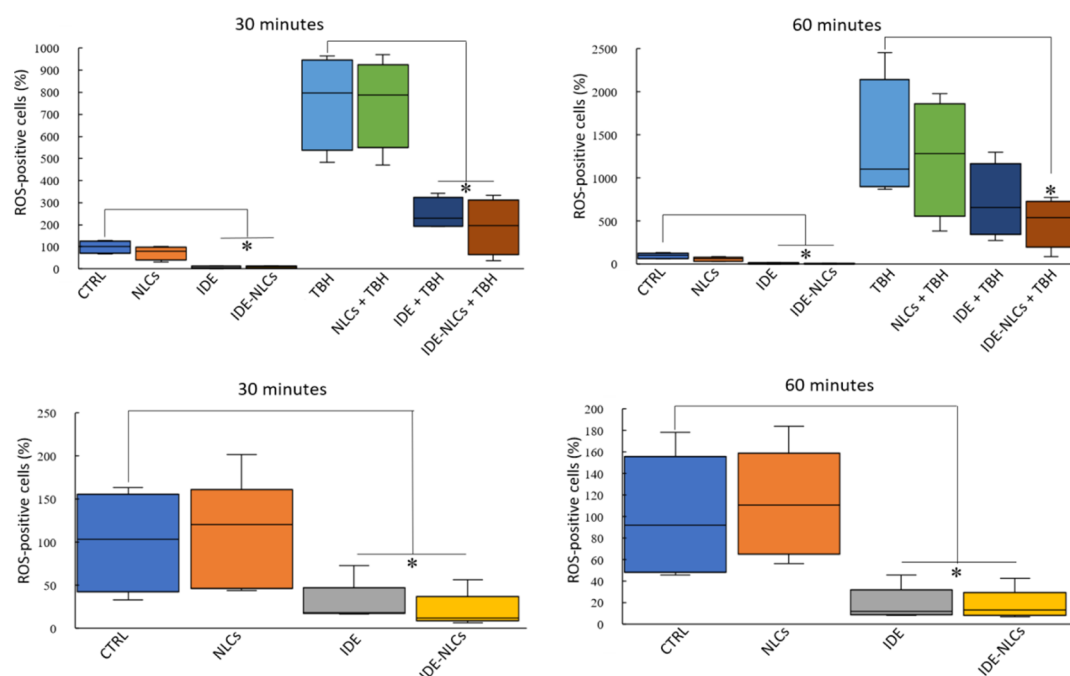 30 minutes
ROS-positive cells (%)
1000
900
800
700
600
500
400
300
200
100
0
*
*
CTRL
NLCs
IDE
IDE-NLCs
TBH
NLCs + TBH
IDE + TBH
IDE-NLCs + TBH
60 minutes
ROS-positive cells (%)
2500
2000
1500
1000
500
0
*
*
CTRL
NLCs
IDE
IDE-NLCs
TBH
NLCs + TBH
IDE + TBH
IDE-NLCs + TBH
30 minutes
ROS-positive cells (%)
250
200
150
100
50
0
*
CTRL
NLCs
IDE
IDE-NLCs
60 minutes
ROS-positive cells (%)
200
180
160
140
120
100
80
60
40
20
0
*
CTRL
NLCs
IDE
IDE-NLCs